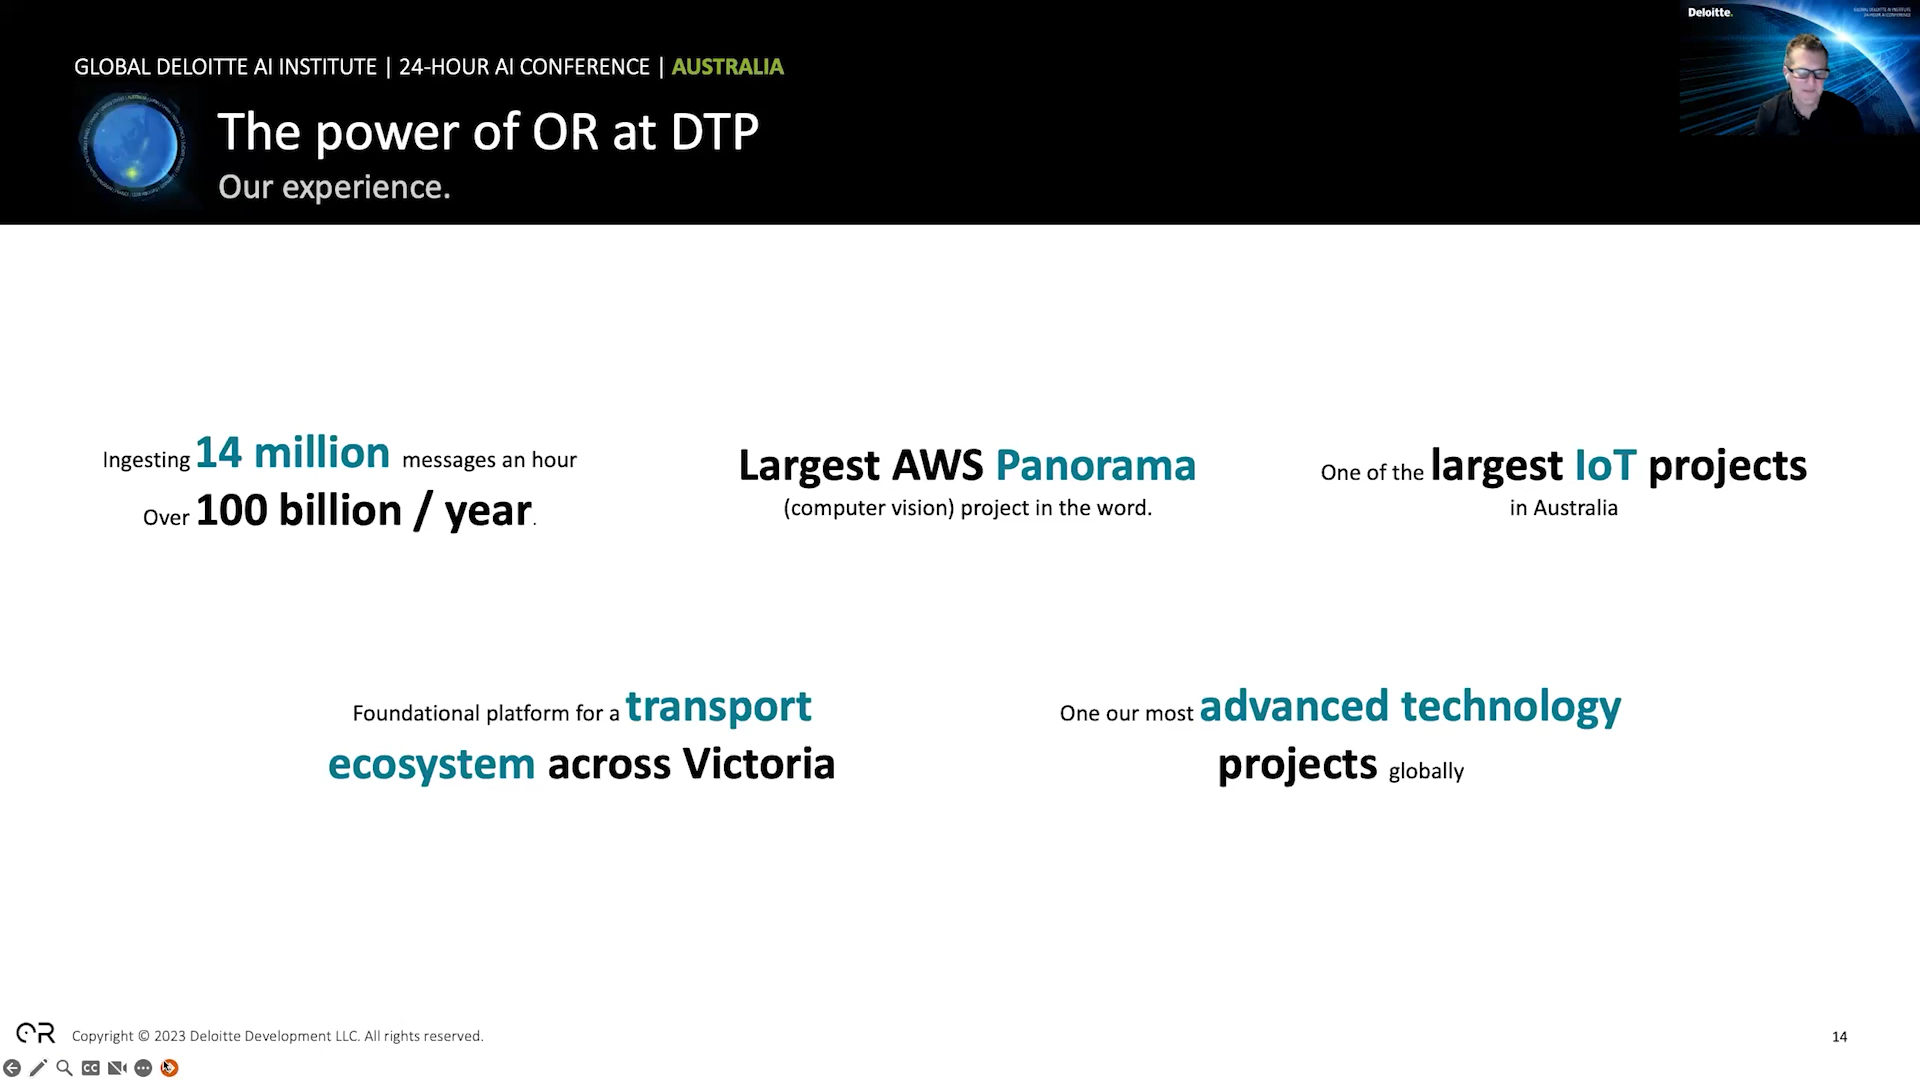 GLOBAL DELOITTE AI INSTITUTE | 24-HOUR AI CONFERENCE | AUSTRALIA
Deloitte.
The power of OR at DTP
Our experience.
Ingesting 14 million messages an hour
Over 100 billion / year.
Largest AWS Panorama
(computer vision) project in the word.
One of the largest IoT projects
in Australia
Foundational platform for a transport
ecosystem across Victoria
One our most advanced technology
projects globally
OR Copyright © 2023 Deloitte Development LLC. All rights reserved.
14
CC